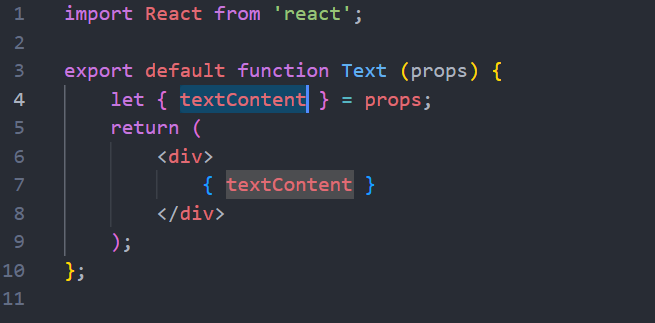 1 import React from 'react';
2
3 export default function Text (props) {
4     let { textContent } = props;
5     return (
6         <div>
7             { textContent }
8         </div>
9     );
10 };
11